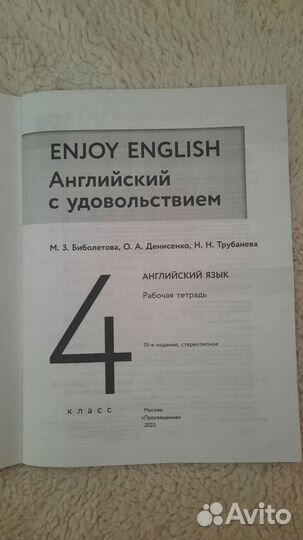 ENJOY ENGLISH
Английский
с удовольствием
М. З. Биболетова, О. А. Денисенко, Н. Н. Трубанева
4
класс
АНГЛИЙСКИЙ ЯЗЫК
Рабочая тетрадь
10-е издание, стереотипное
Москва
«Просвещение»
2023
Avito